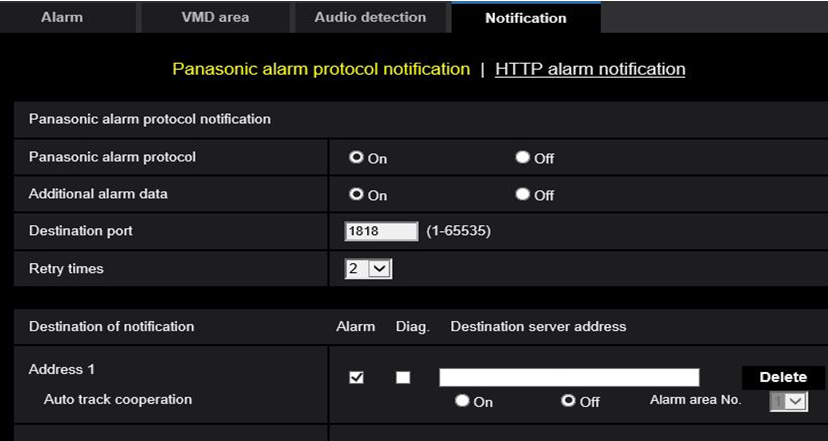 Alarm VMD area Audio detection Notification
Panasonic alarm protocol notification | HTTP alarm notification
Panasonic alarm protocol notification
Panasonic alarm protocol On Off
Additional alarm data On Off
Destination port 1818 (1-65535)
Retry times 2
Destination of notification Alarm Diag. Destination server address
Address 1 Delete
Auto track cooperation On Off Alarm area No. 1